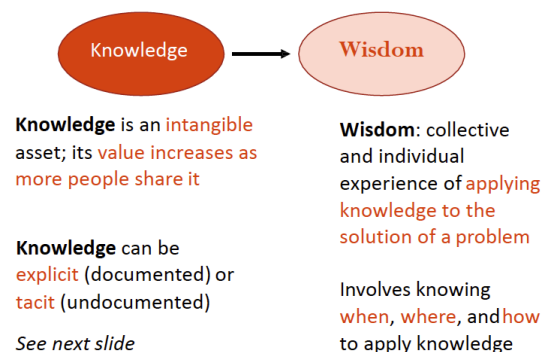 Knowledge
Wisdom
Knowledge is an intangible
asset; its value increases as
more people share it
Knowledge can be
explicit (documented) or
tacit (undocumented)
See next slide
Wisdom: collective
and individual
experience of applying
knowledge to the
solution of a problem
Involves knowing
when, where, and how
to apply knowledge